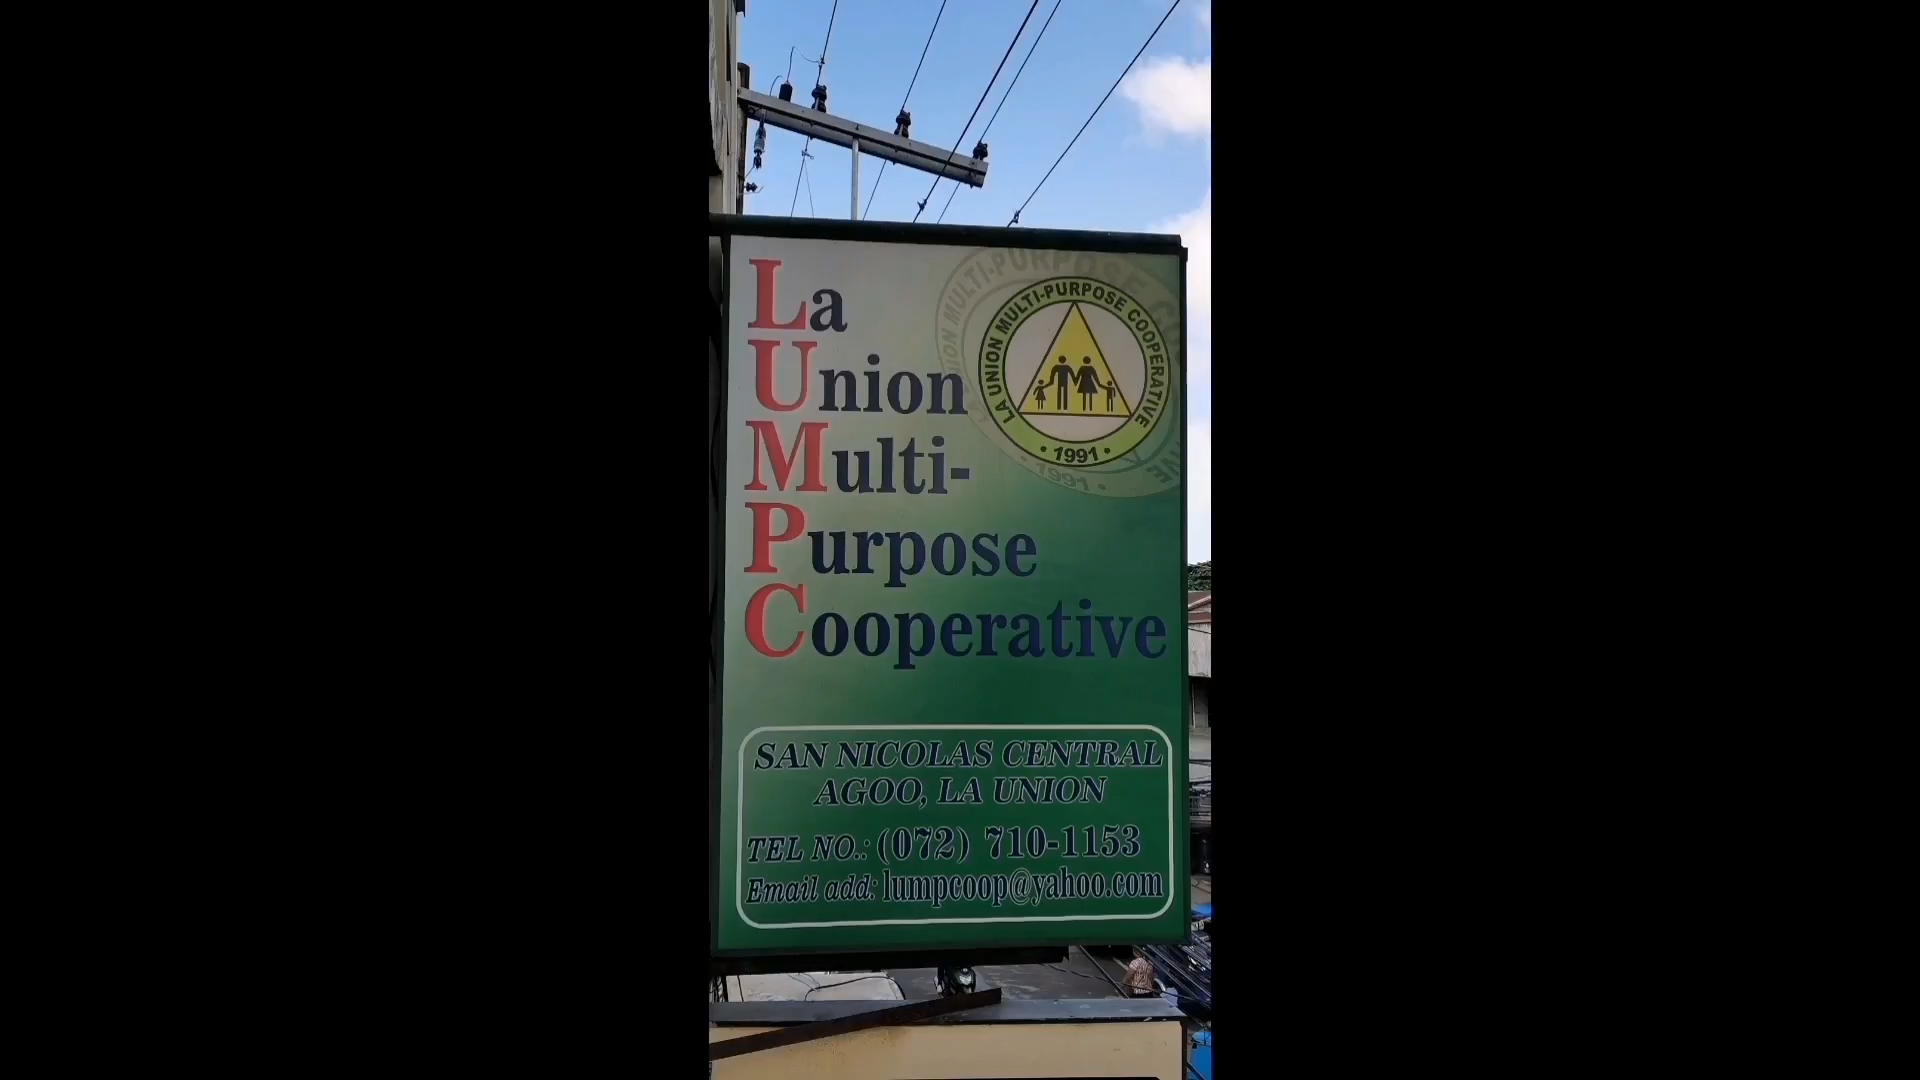 La
Union
Multi-
Purpose
Cooperative
LA UNION MULTI-PURPOSE COOPERATIVE
• 1991 •
SAN NICOLAS CENTRAL
AGOO, LA UNION
TEL NO.: (072) 710-1153
Email add: lumpcoop@yahoo.com